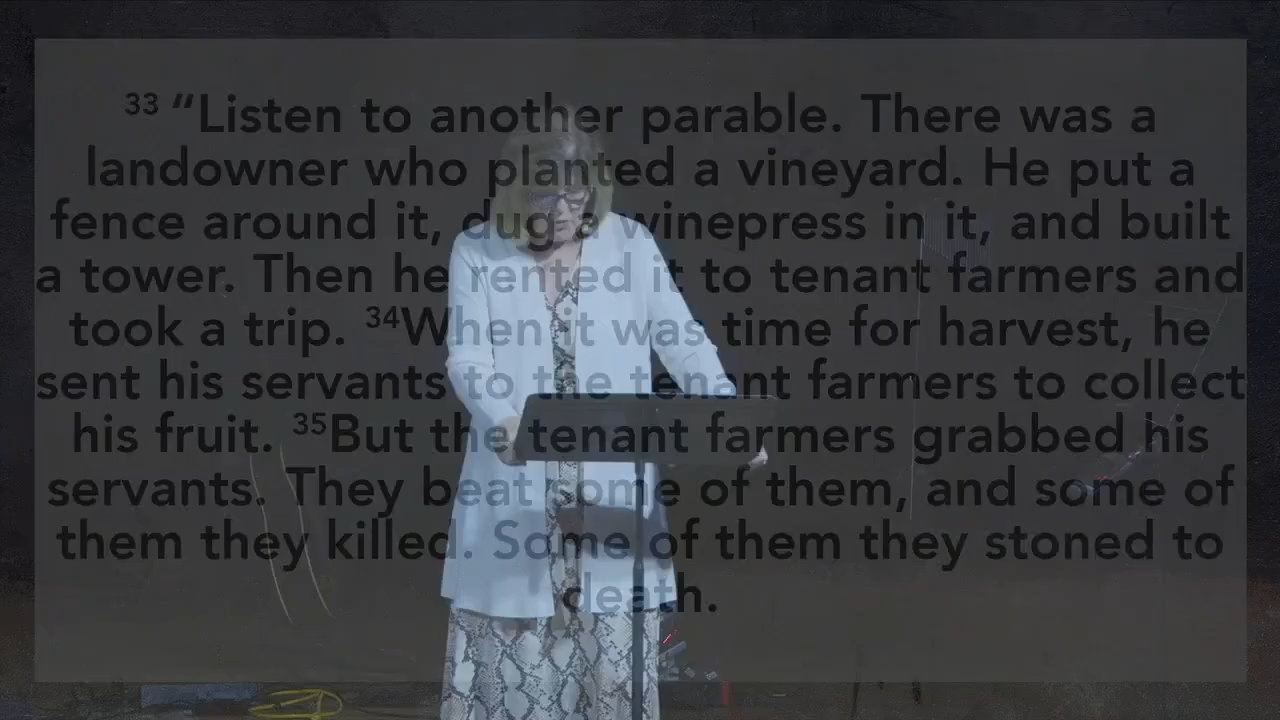 33 “Listen to another parable. There was a
landowner who planted a vineyard. He put a
fence around it, dug a winepress in it, and built
a tower. Then he rented it to tenant farmers and
took a trip. 34When it was time for harvest, he
sent his servants to the tenant farmers to collect
his fruit. 35But the tenant farmers grabbed his
servants. They beat some of them, and some of
them they killed. Some of them they stoned to
death.